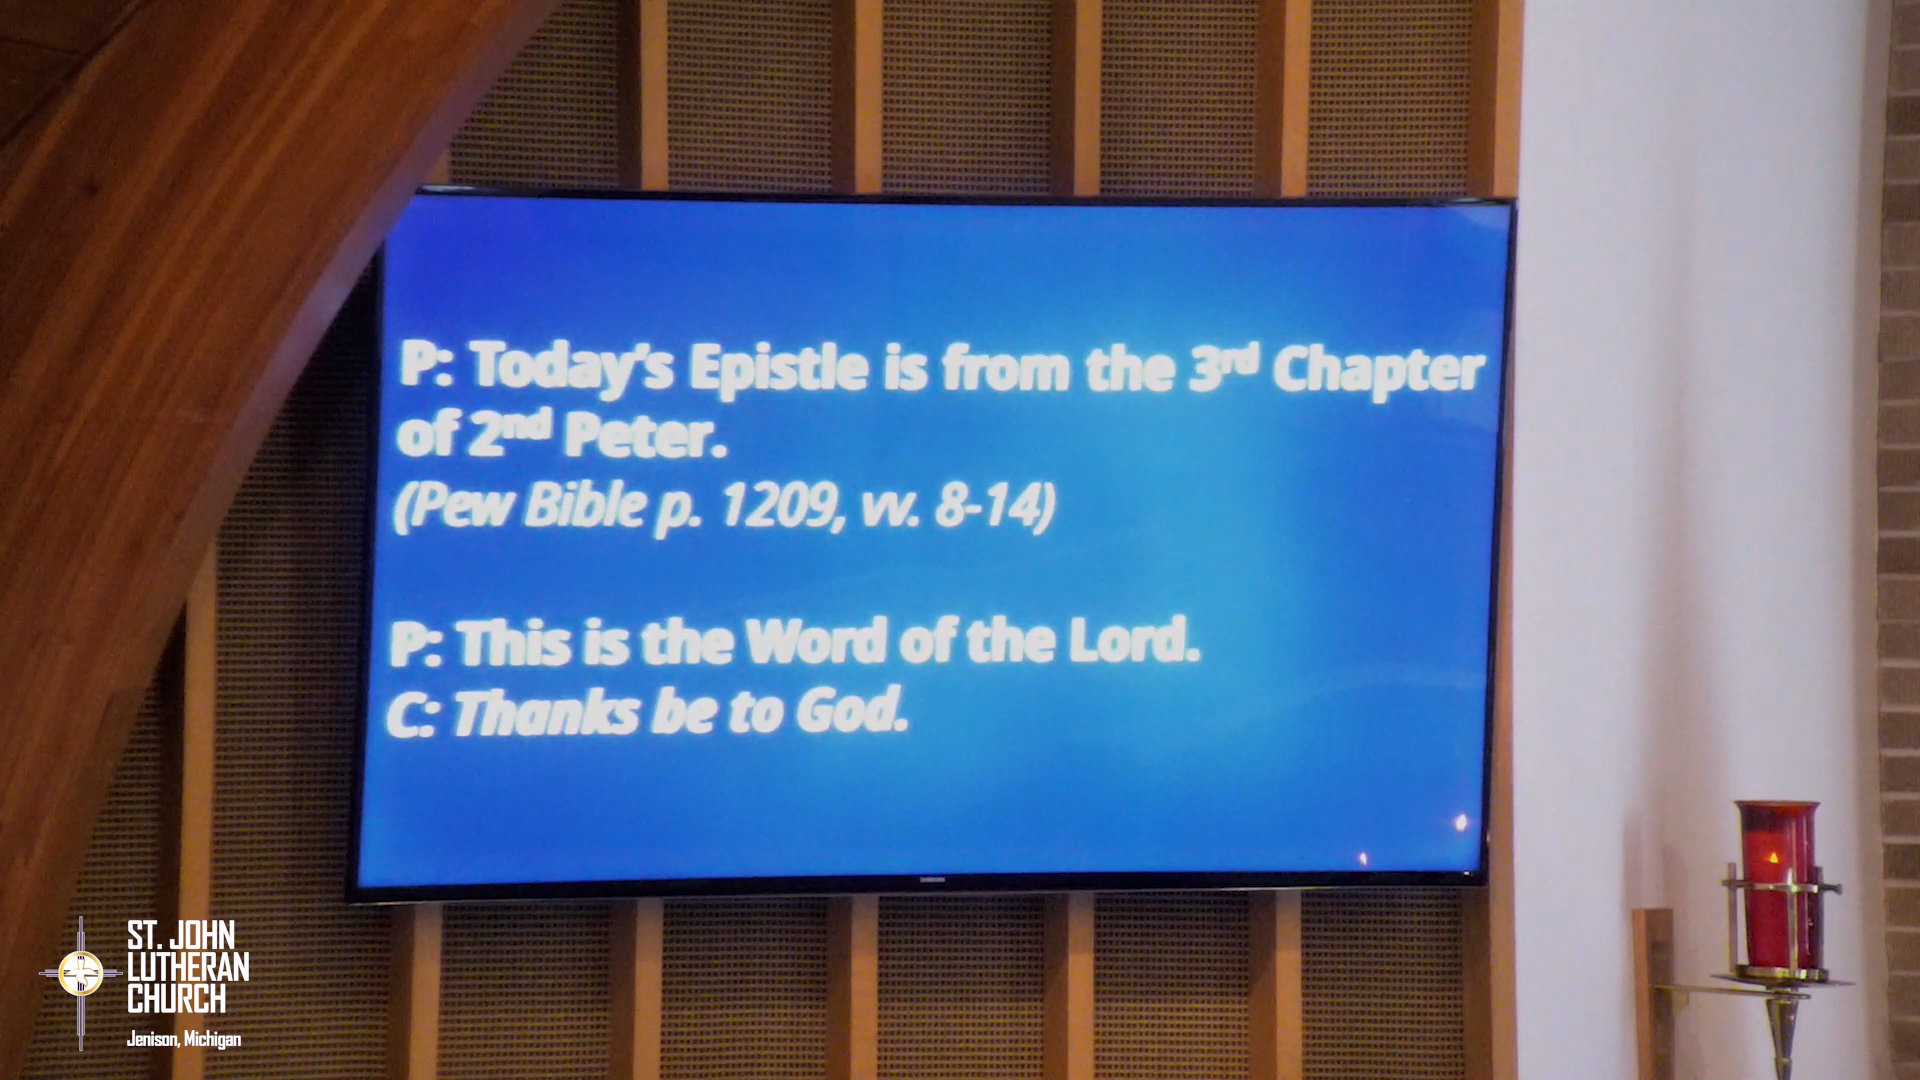 P: Today's Epistle is from the 3rd Chapter
of 2nd Peter.
(Pew Bible p. 1209, vv. 8-14)
P: This is the Word of the Lord.
C: Thanks be to God.
ST. JOHN
LUTHERAN
CHURCH
Jenison, Michigan